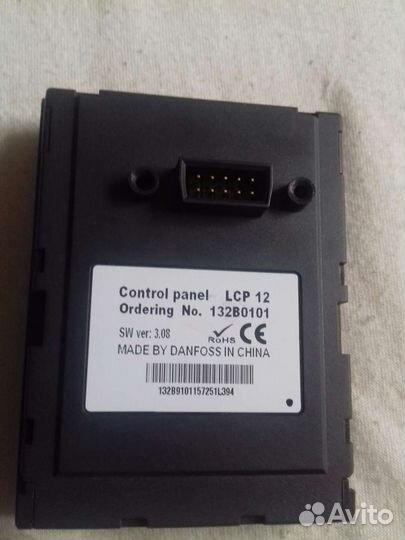 Control panel LCP 12
Ordering No. 132B0101
SW ver: 3.08
RoHS CE
MADE BY DANFOSS IN CHINA
132B9101157251L394
Avito